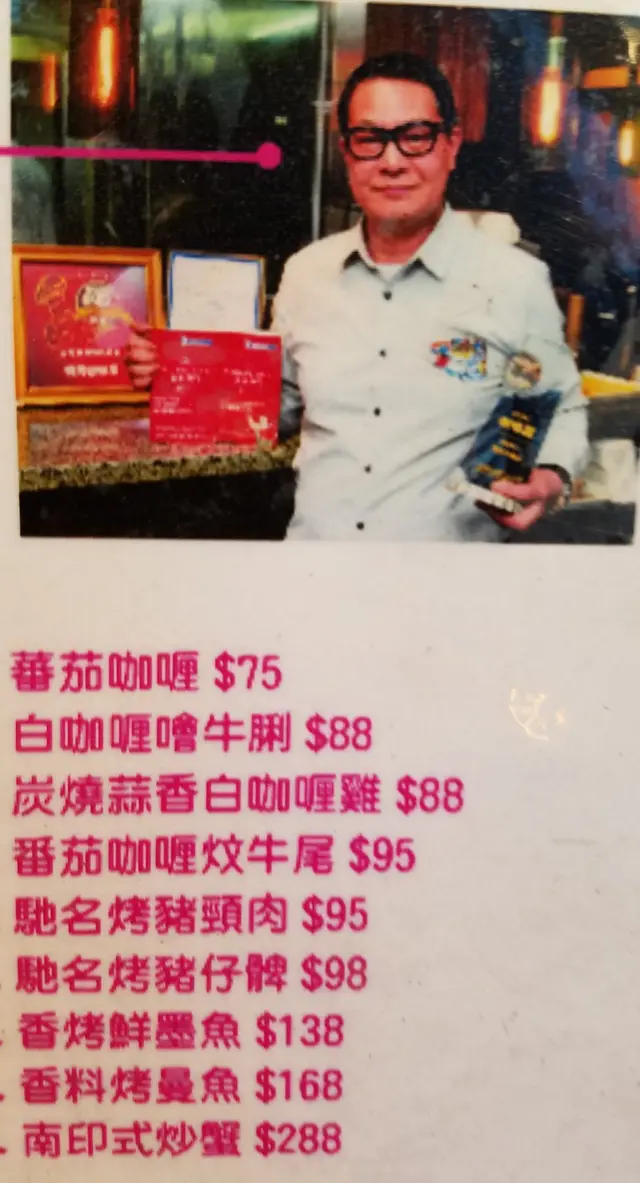 蕃茄咖喱 $75
白咖喱噲牛脷 $88
炭燒蒜香白咖喱雞 $88
番茄咖喱炆牛尾 $95
馳名烤豬頸肉 $95
馳名烤豬仔髀 $98
香烤鮮墨魚 $138
香料烤曼魚 $168
南印式炒蟹 $288